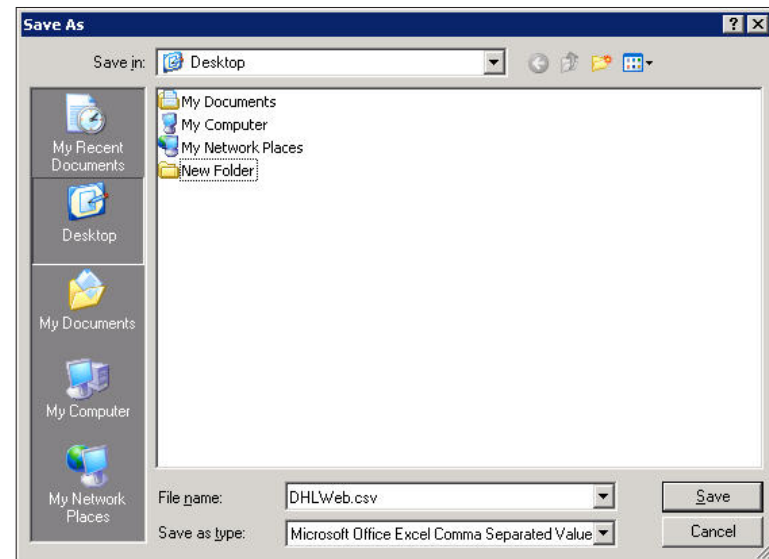 Save As
Save in: Desktop
My Documents
My Computer
My Network Places
New Folder
My Recent
Documents
Desktop
My Documents
My Computer
My Network
Places
File name: DHLWeb.csv Save
Save as type: Microsoft Office Excel Comma Separated Value Cancel